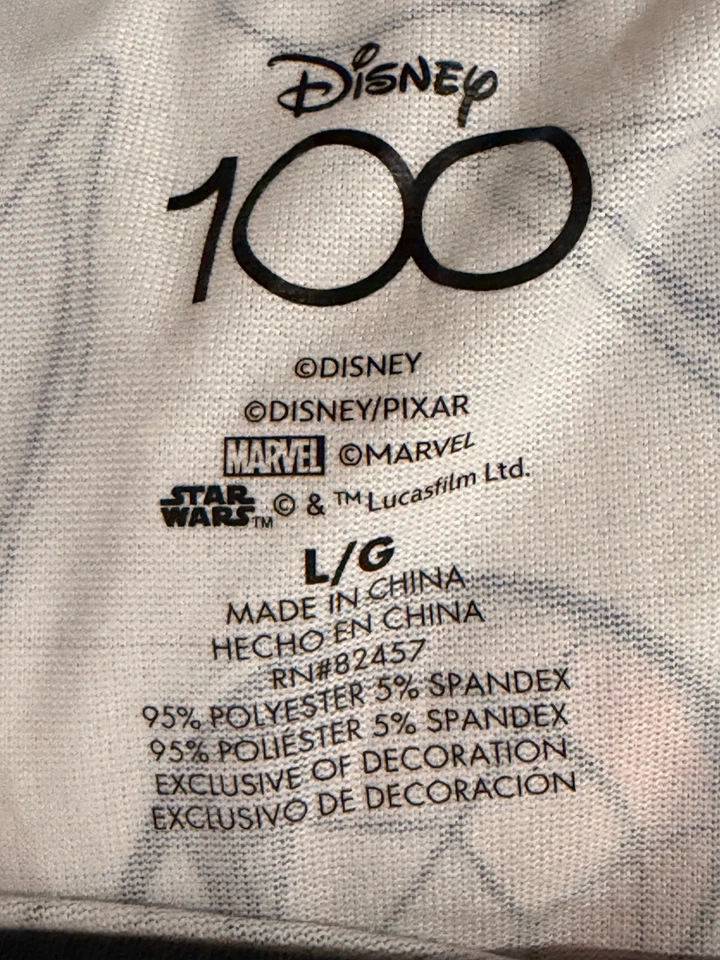 Disney
100
©DISNEY
©DISNEY/PIXAR
MARVEL ©MARVEL
STAR WARS™ © & ™ Lucasfilm Ltd.
L/G
MADE IN CHINA
HECHO EN CHINA
RN#82457
95% POLYESTER 5% SPANDEX
95% POLIÉSTER 5% SPANDEX
EXCLUSIVE OF DECORATION
EXCLUSIVO DE DECORACIÓN